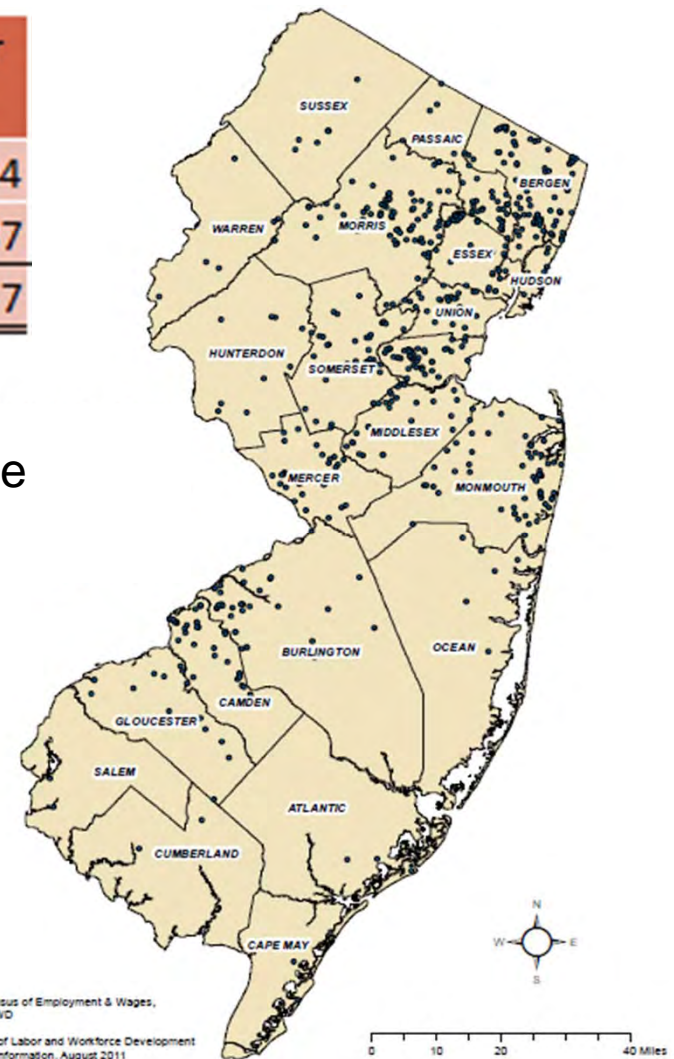 4
7
7
e
SUSSEX
PASSAIC
BERGEN
WARREN
MORRIS
ESSEX
HUDSON
UNION
HUNTERDON
SOMERSET
MIDDLESEX
MERCER
MONMOUTH
BURLINGTON
OCEAN
CAMDEN
GLOUCESTER
SALEM
ATLANTIC
CUMBERLAND
CAPE MAY
N
W E
S
sus of Employment & Wages,
WD
of Labor and Workforce Development
nformation, August 2011
0 10 20 40 Miles